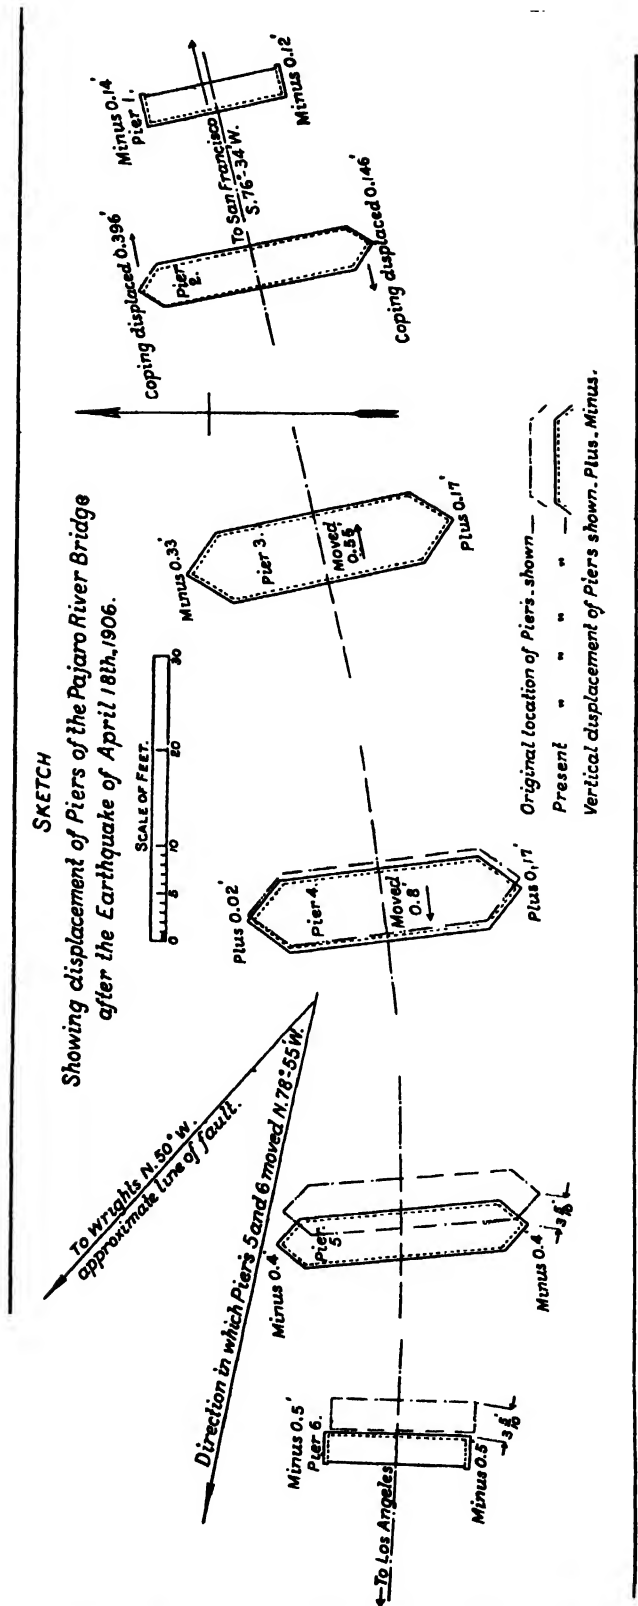 SKETCH
Showing displacement of Piers of the Pajaro River Bridge
after the Earthquake of April 18th, 1906.
SCALE OF FEET.
0 5 10 20 30
To Wrights N.50°W.
approximate line of fault.
Direction in which Piers 5 and 6 moved N.78°-55'W.
←To Los Angeles
Minus 0.5'
Pier 6.
Minus 0.5
3 5/10'
Minus 0.4'
Pier
5
Minus 0.4
3 5/10'
Plus 0.02'
Pier 4.
Moved
0.8
Plus 0.17'
Minus 0.33'
Pier 3.
Moved
Plus 0.17'
Coping displaced 0.396'
Pier
2.
Coping displaced 0.146'
To San Francisco
S.76°-34'W.
Minus 0.14'
Pier 1.
Minus 0.12'
Original location of Piers shown
Present " " " "
Vertical displacement of Piers shown. Plus. Minus.